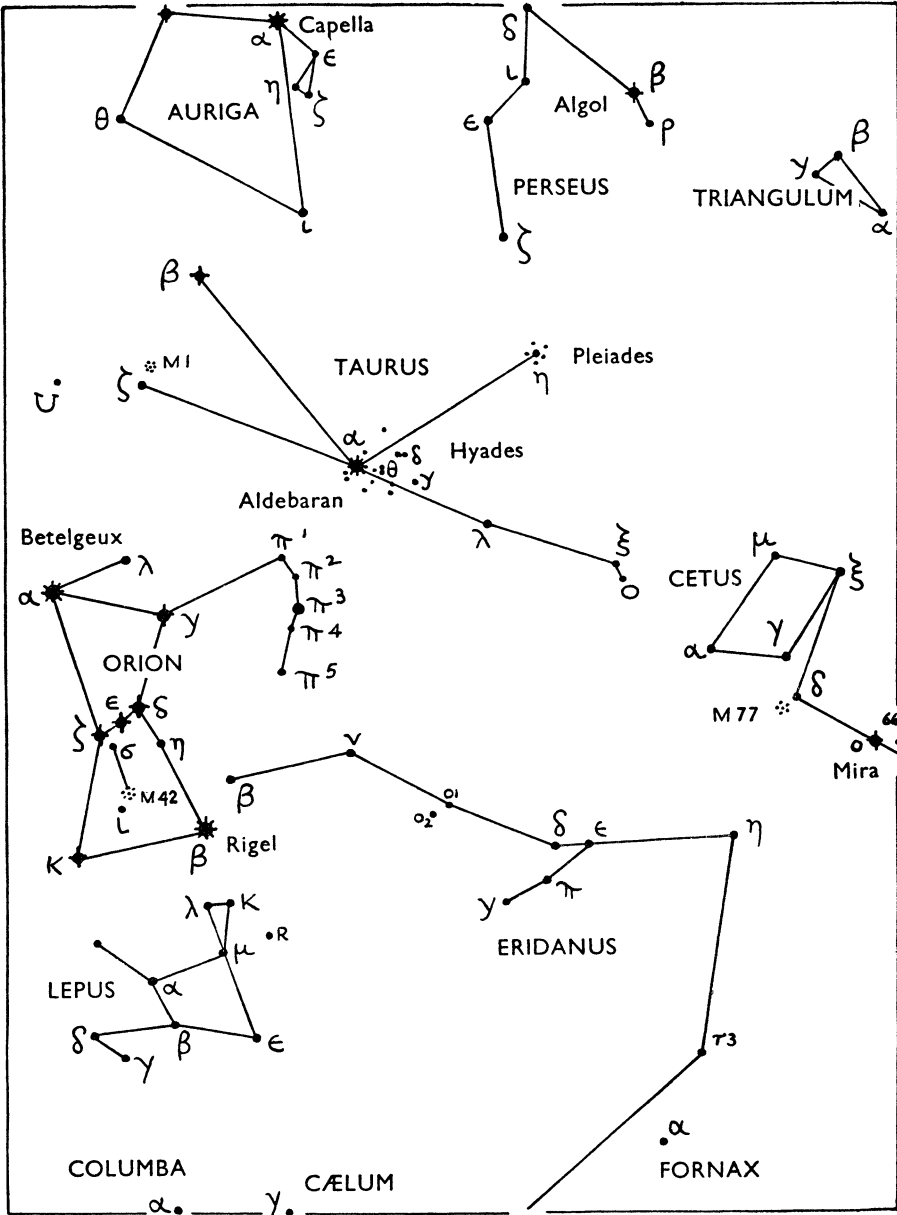 α Capella
ε
η
ζ
AURIGA
θ
ι
δ
ι
β
Algol
ε
ρ
PERSEUS
ζ
β
γ
TRIANGULUM
α
β
M1
ζ
TAURUS
Pleiades
η
α
θ
δ
Hyades
γ
Aldebaran
λ
ξ
ο
Betelgeux
λ
α
γ
π1
π2
π3
π4
π5
ORION
ε
δ
ζ
σ
η
M42
ι
κ
β
Rigel
μ
ξ
CETUS
α
γ
δ
M77
ο
66
Mira
ν
β
ο1
ο2
δ
ε
η
π
γ
ERIDANUS
λ
κ
μ
R
LEPUS
α
δ
β
ε
γ
τ3
α
FORNAX
COLUMBA
α
CÆLUM
γ